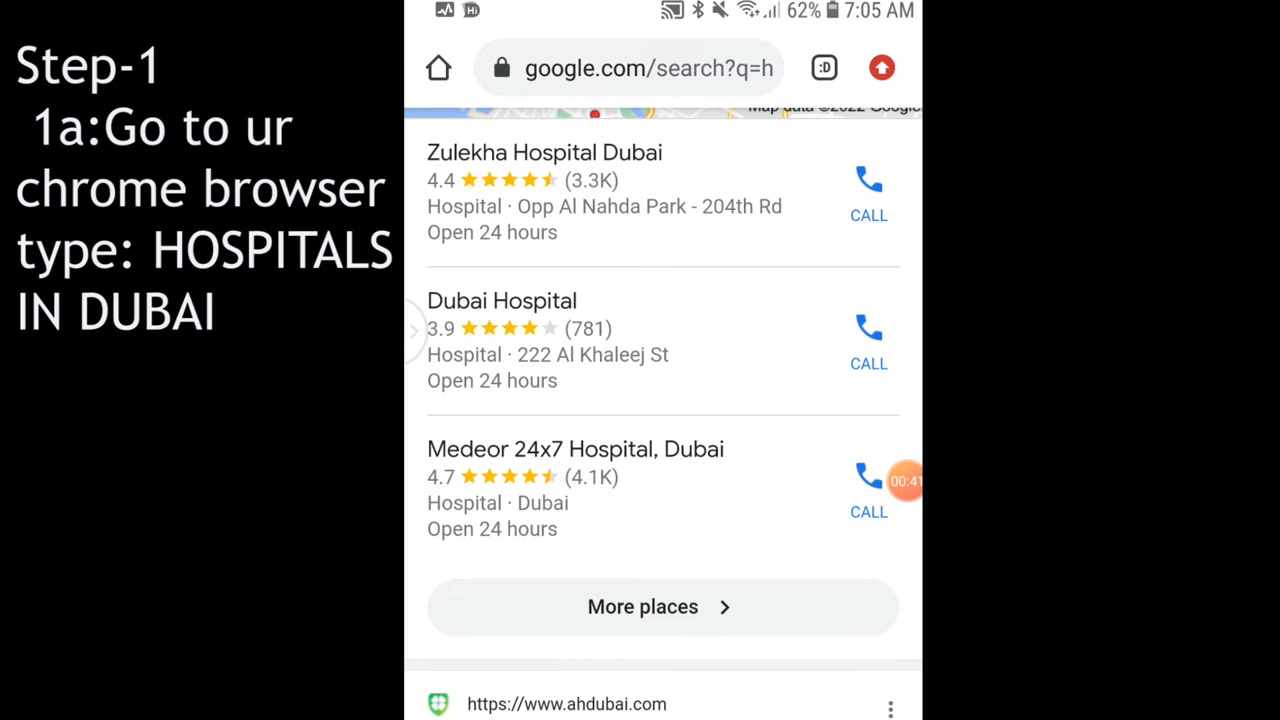 Step-1
1a:Go to ur
chrome browser
type: HOSPITALS
IN DUBAI
Hi
62% 7:05 AM
google.com/search?q=h
:D
Zulekha Hospital Dubai
4.4 (3.3K)
Hospital · Opp Al Nahda Park - 204th Rd
Open 24 hours
CALL
Dubai Hospital
3.9 (781)
Hospital · 222 Al Khaleej St
Open 24 hours
CALL
Medeor 24x7 Hospital, Dubai
4.7 (4.1K)
Hospital · Dubai
Open 24 hours
CALL
00:41
More places
https://www.ahdubai.com